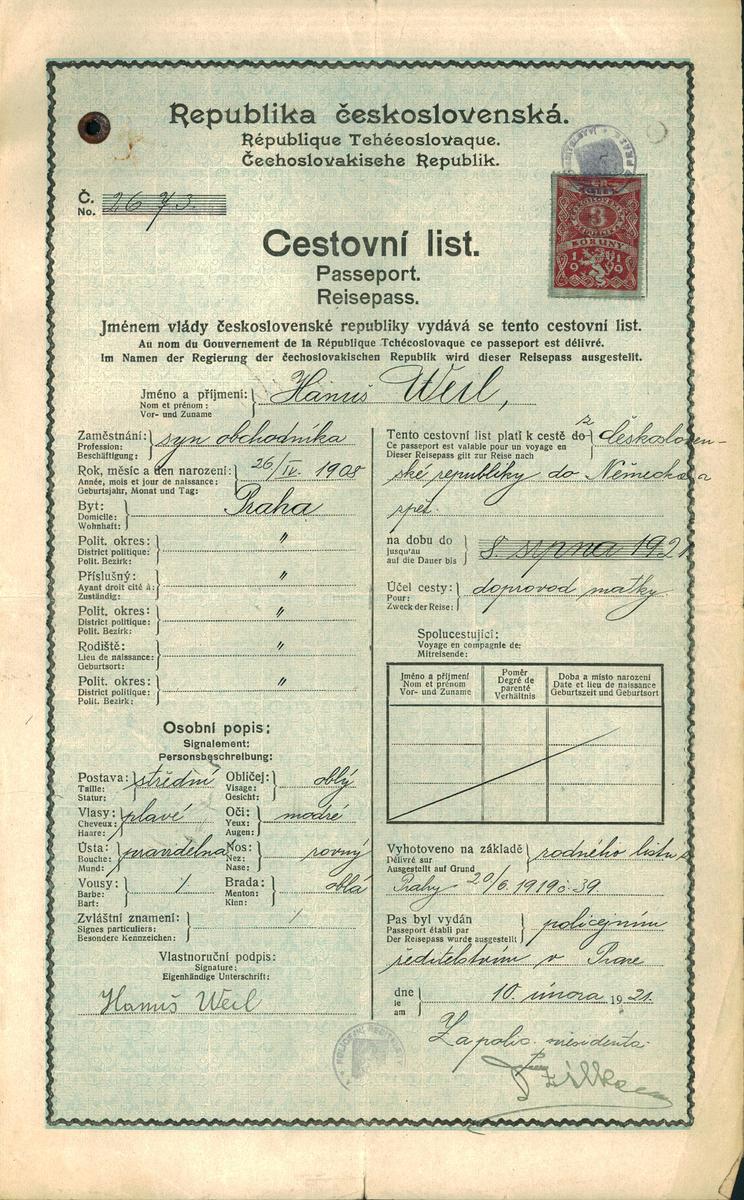 Republika československá.
République Tchécoslovaque.
Čechoslovakische Republik.
Č.
No. 2673.
3
KORUNY
1919
Cestovní list.
Passeport.
Reisepass.
Jménem vlády československé republiky vydává se tento cestovní list.
Au nom du Gouvernement de la République Tchécoslovaque ce passeport est délivré.
Im Namen der Regierung der čechoslovakischen Republik wird dieser Reisepass ausgestellt.
Jméno a příjmení: Hanuš Weil,
Nom et prénom:
Vor- und Zuname
Zaměstnání: syn obchodníka
Profession:
Beschäftigung:
Rok, měsíc a den narození: 26/IV. 1908
Année, mois et jour de naissance:
Geburtsjahr, Monat und Tag:
Byt: Praha
Domicile:
Wohnhaft:
Polit. okres: "
District politique:
Polit. Bezirk:
Příslušný: "
Ayant droit cité à:
Zuständig:
Polit. okres: "
District politique:
Polit. Bezirk:
Rodiště: "
Lieu de naissance:
Geburtsort:
Polit. okres: "
District politique:
Polit. Bezirk:
Osobní popis:
Signalement:
Personsbeschreibung:
Postava: střední Obličej: oblý
Taille: Visage:
Statur: Gesicht:
Vlasy: plavé Oči: modré
Cheveux: Yeux:
Haare: Augen:
Ústa: pravidelná Nos: rovný
Bouche: Nez:
Mund: Nase:
Vousy: / Brada: oblá
Barbe: Menton:
Bart: Kinn:
Zvláštní znamení: /
Signes particuliers:
Besondere Kennzeichen:
Vlastnoruční podpis:
Signature:
Eigenhändige Unterschrift:
Hanuš Weil
Tento cestovní list platí k cestě do z českosloven-
Ce passeport est valable pour un voyage en
Dieser Reisepass gilt zur Reise nach
ské republiky do Německa a
zpět.
na dobu do 8. srpna 1921
jusqu'au
auf die Dauer bis
Účel cesty: doprovod matky.
Pour:
Zweck der Reise:
Spolucestující:
Voyage en compagnie de:
Mitreisende:
Jméno a příjmení Poměr Doba a místo narození
Nom et prénom Degré de parenté Date et lieu de naissance
Vor- und Zuname Verhältnis Geburtszeit und Geburtsort
Vyhotoveno na základě rodného listu z
Délivré sur
Ausgestellt auf Grund
Prahy 20/6. 1919 č. 39
Pas byl vydán policejním
Passeport établi par
Der Reisepass wurde ausgestellt
ředitelstvím v Praze
dne 10. února 1921.
le
am
Za polic. presidenta: